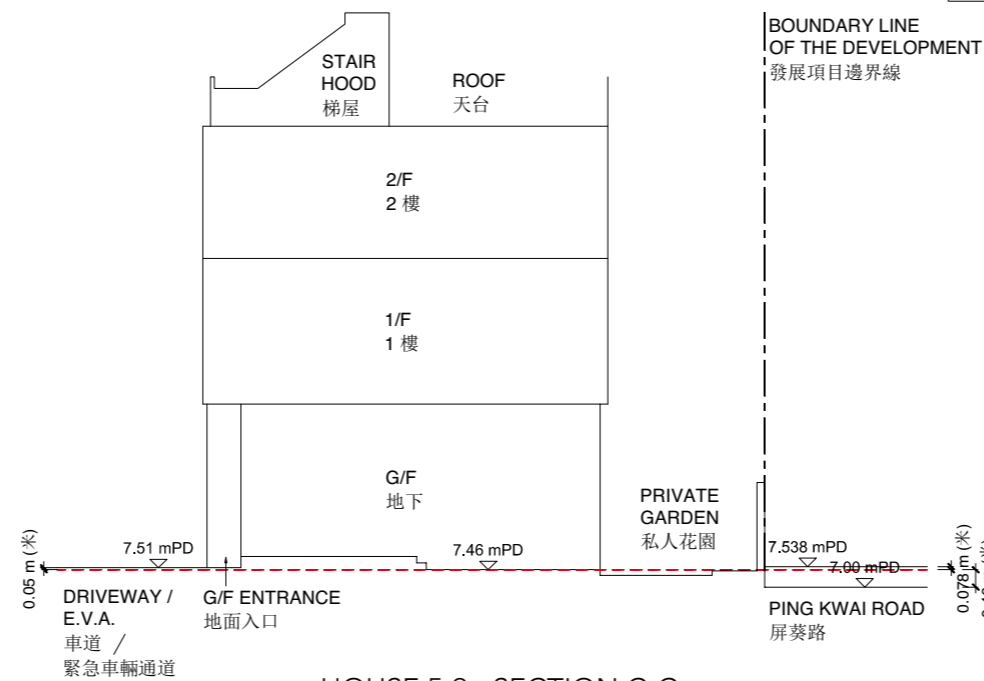 BOUNDARY LINE
OF THE DEVELOPMENT
發展項目邊界線
STAIR
HOOD
梯屋
ROOF
天台
2/F
2 樓
1/F
1 樓
G/F
地下
PRIVATE
GARDEN
私人花園
0.05 m (米)
7.51 mPD
7.46 mPD
7.538 mPD
7.00 mPD
0.078 m (米)
DRIVEWAY /
E.V.A.
車道 /
緊急車輛通道
G/F ENTRANCE
地面入口
PING KWAI ROAD
屏葵路